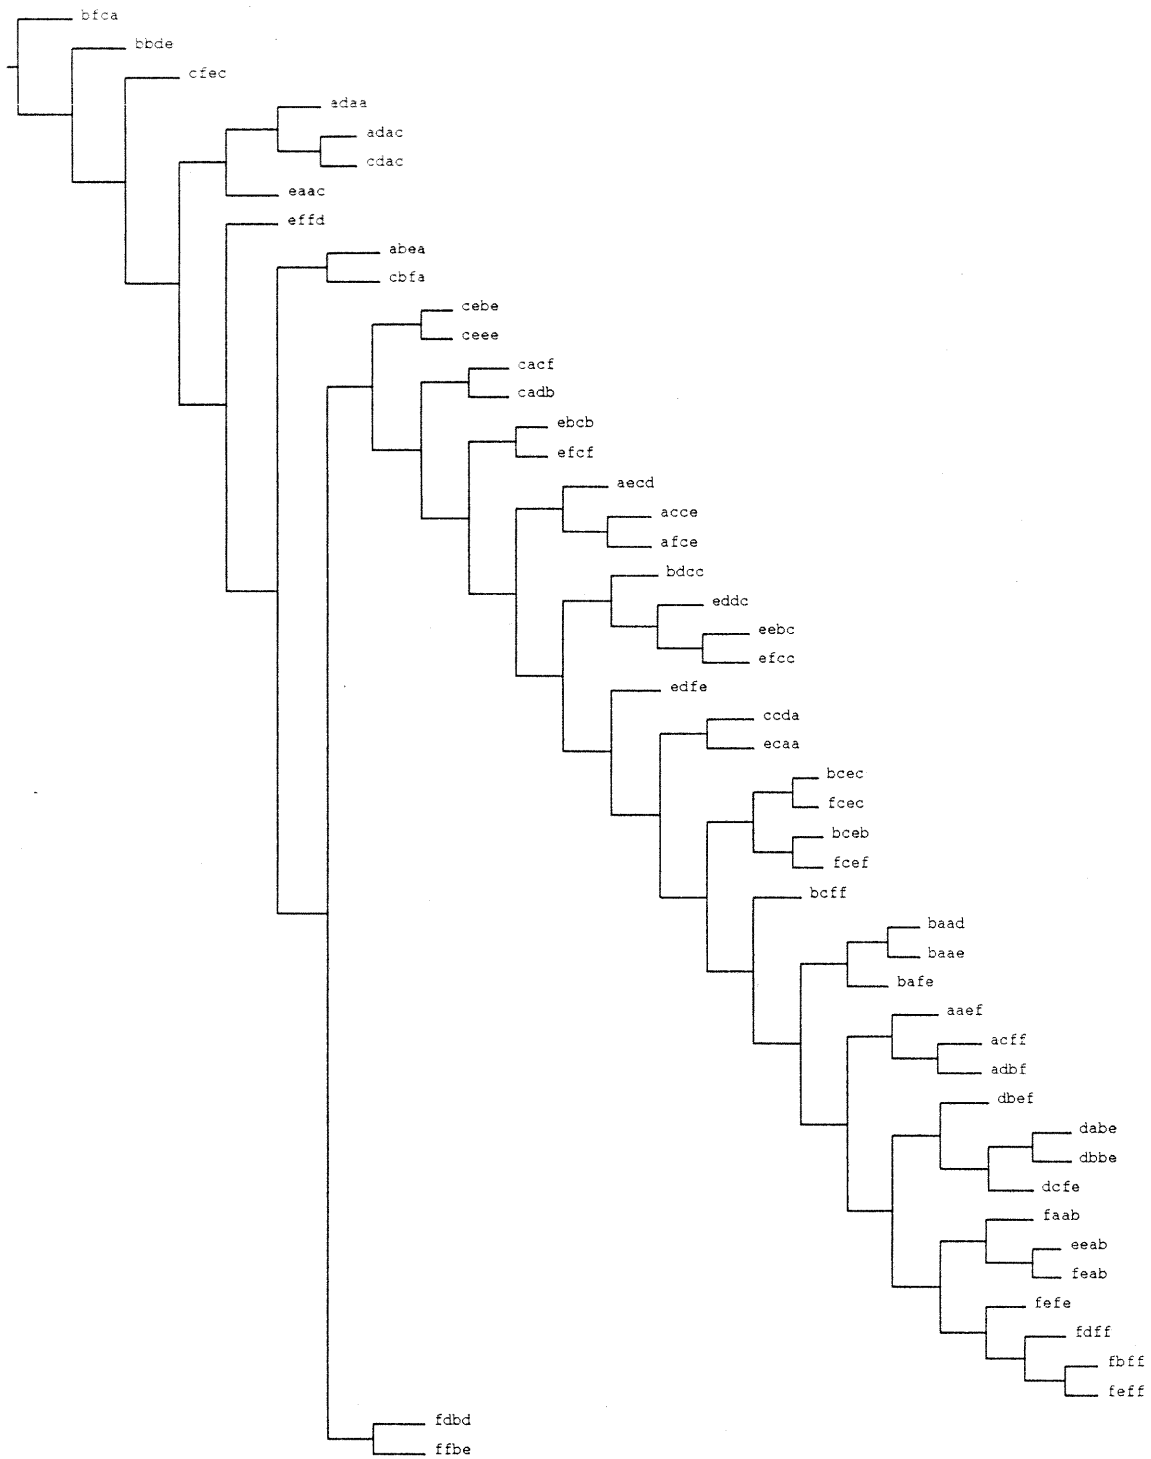 bfca
bbde
cfec
adaa
adac
cdac
eaac
effd
abea
cbfa
cebe
ceee
cacf
cadb
ebcb
efcf
aecd
acce
afce
bdcc
eddc
eebc
efcc
edfe
ccda
ecaa
bcec
fcec
bceb
fcef
bcff
baad
baae
bafe
aaef
acff
adbf
dbef
dabe
dbbe
dcfe
faab
eeab
feab
fefe
fdff
fbff
feff
fdbd
ffbe